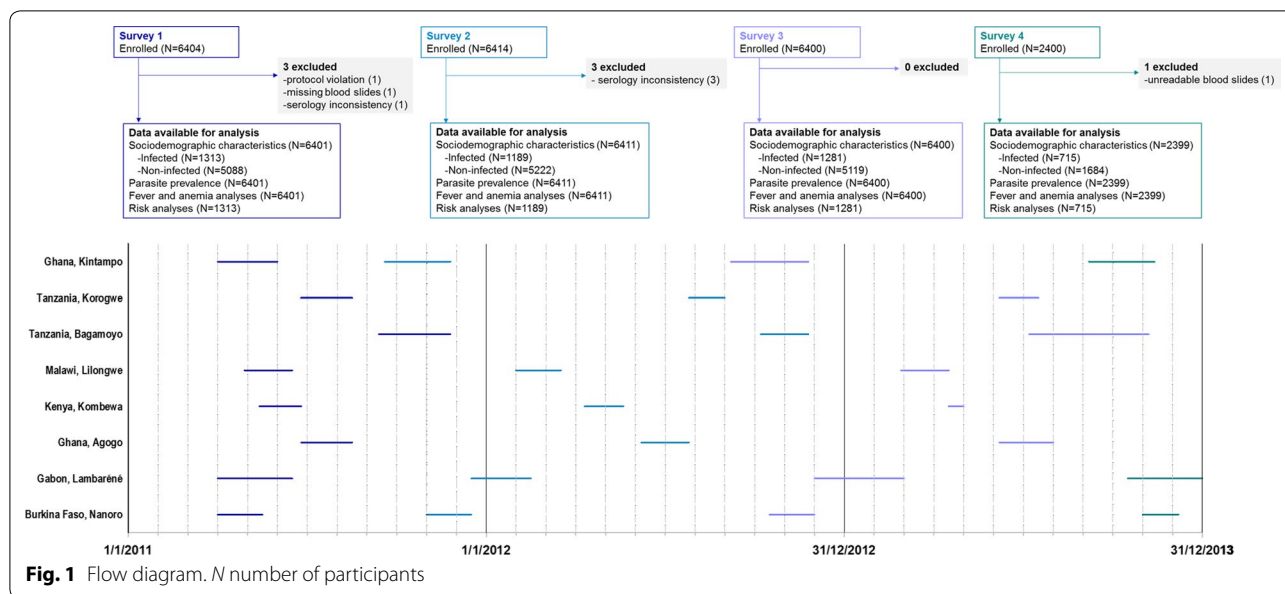 Survey 1
Enrolled (N=6404)
3 excluded
-protocol violation (1)
-missing blood slides (1)
-serology inconsistency (1)
Data available for analysis
Sociodemographic characteristics (N=6401)
-Infected (N=1313)
-Non-infected (N=5088)
Parasite prevalence (N=6401)
Fever and anemia analyses (N=6401)
Risk analyses (N=1313)
Survey 2
Enrolled (N=6414)
3 excluded
- serology inconsistency (3)
Data available for analysis
Sociodemographic characteristics (N=6411)
-Infected (N=1189)
-Non-infected (N=5222)
Parasite prevalence (N=6411)
Fever and anemia analyses (N=6411)
Risk analyses (N=1189)
Survey 3
Enrolled (N=6400)
0 excluded
Data available for analysis
Sociodemographic characteristics (N=6400)
-Infected (N=1281)
-Non-infected (N=5119)
Parasite prevalence (N=6400)
Fever and anemia analyses (N=6400)
Risk analyses (N=1281)
Survey 4
Enrolled (N=2400)
1 excluded
-unreadable blood slides (1)
Data available for analysis
Sociodemographic characteristics (N=2399)
-Infected (N=715)
-Non-infected (N=1684)
Parasite prevalence (N=2399)
Fever and anemia analyses (N=2399)
Risk analyses (N=715)
Ghana, Kintampo
Tanzania, Korogwe
Tanzania, Bagamoyo
Malawi, Lilongwe
Kenya, Kombewa
Ghana, Agogo
Gabon, Lambaréné
Burkina Faso, Nanoro
1/1/2011
1/1/2012
31/12/2012
31/12/2013
Fig. 1 Flow diagram. N number of participants